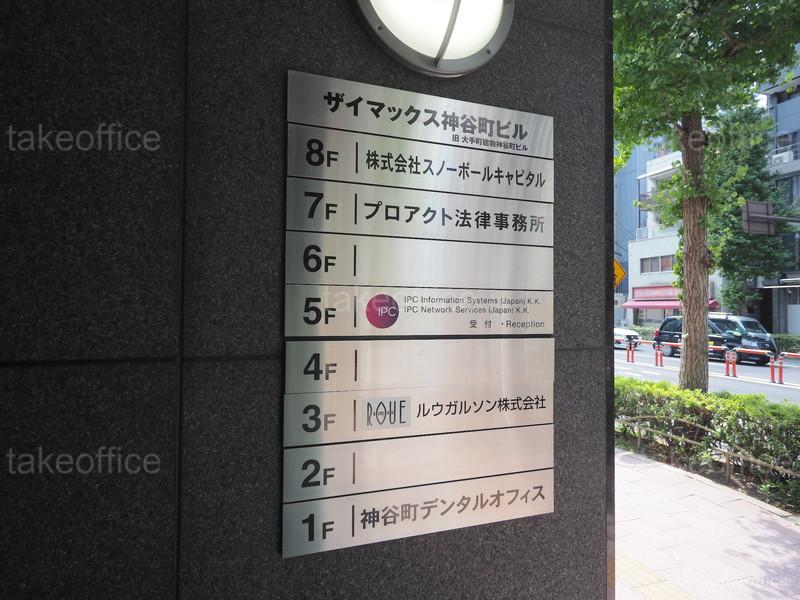 ザイマックス神谷町ビル
旧 大手町建物神谷町ビル
8F 株式会社スノーボールキャピタル
7F プロアクト法律事務所
6F
5F IPC IPC Information Systems (Japan) K.K.
IPC Network Services (Japan) K.K.
受 付 ・Reception
4F
3F ROUE ルウガルソン株式会社
2F
1F 神谷町デンタルオフィス
takeoffice
takeoffice
takeoffice
takeoffice
takeoffice